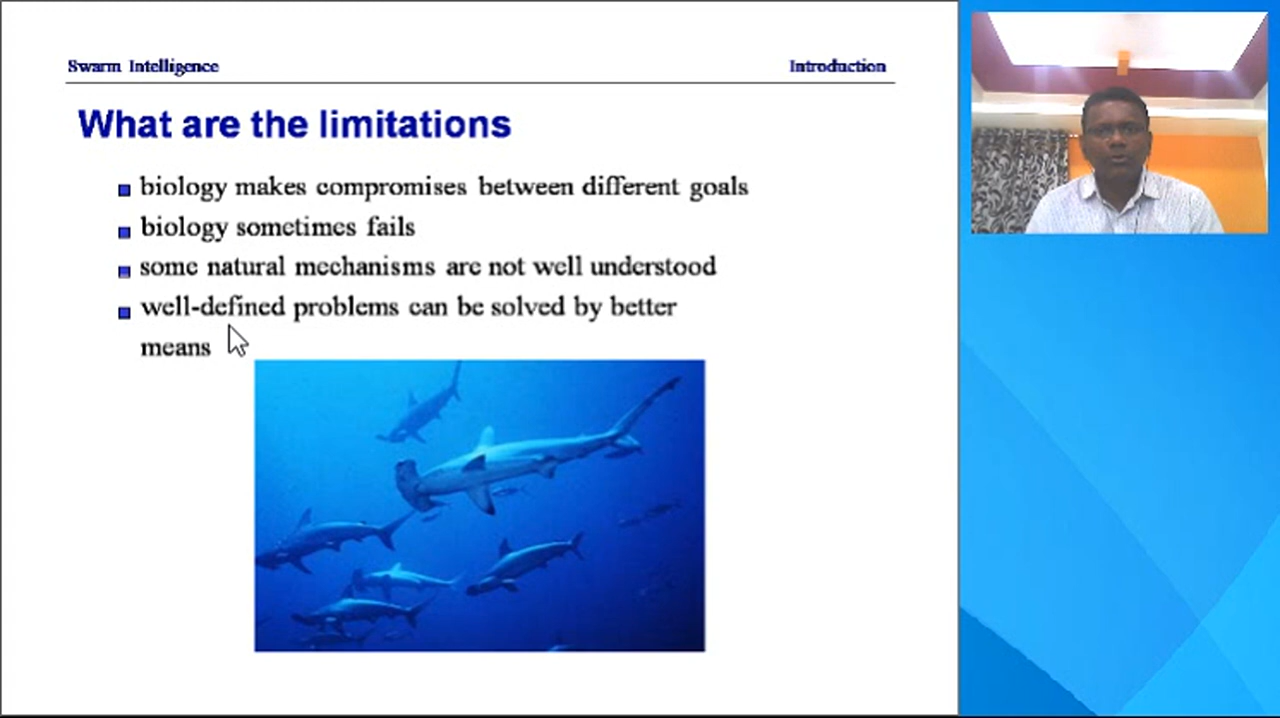 Swarm Intelligence
Introduction
What are the limitations
biology makes compromises between different goals
biology sometimes fails
some natural mechanisms are not well understood
well-defined problems can be solved by better
means